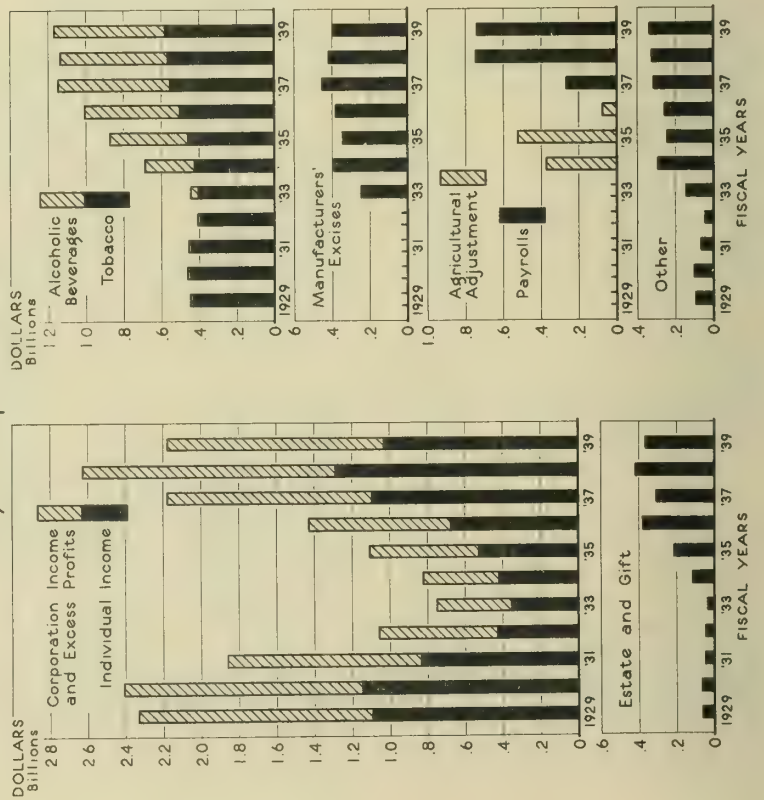 DOLLARS
Billions
2 8
2 6
2.4
2.2
2.0
1.8
1.6
1.4
1.2
1.0
.8
.6
.4
.2
0
Corporation Income
and Excess Profits
Individual Income
1929 '31 '33 '35 '37 '39
.6
.4
.2
0
Estate and Gift
1929 '31 '33 '35 '37 '39
FISCAL YEARS
DOLLARS
Billions
1 2
1 0
.8
.6
.4
.2
0
Alcoholic
Beverages
Tobacco
1929 '31 '33 '35 '37 '39
.6
.4
.2
0
Manufacturers'
Excises
1929 '31 '33 '35 '37 '39
1.0
.8
.6
.4
.2
0
Agricultural
Adjustment
Payrolls
1929 '31 '33 '35 '37 '39
.4
.2
0
Other
1929 '31 '33 '35 '37 '39
FISCAL YEARS